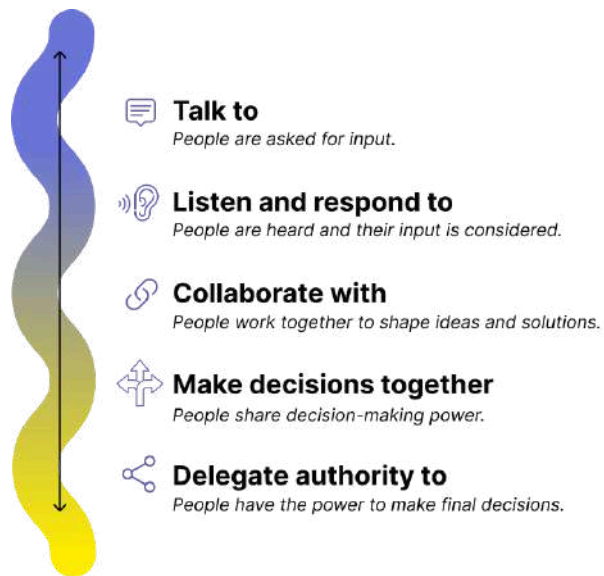 Talk to
People are asked for input.
Listen and respond to
People are heard and their input is considered.
Collaborate with
People work together to shape ideas and solutions.
Make decisions together
People share decision-making power.
Delegate authority to
People have the power to make final decisions.